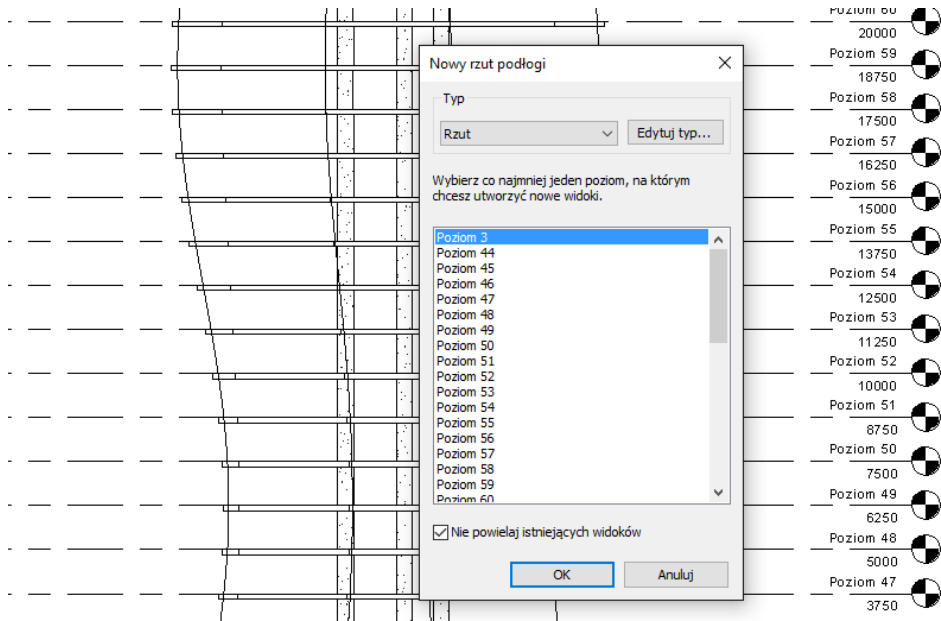 Poziom 60
20000
Poziom 59
18750
Poziom 58
17500
Poziom 57
16250
Poziom 56
15000
Poziom 55
13750
Poziom 54
12500
Poziom 53
11250
Poziom 52
10000
Poziom 51
8750
Poziom 50
7500
Poziom 49
6250
Poziom 48
5000
Poziom 47
3750
Nowy rzut podłogi
Typ
Rzut
Edytuj typ...
Wybierz co najmniej jeden poziom, na którym
chcesz utworzyć nowe widoki.
Poziom 3
Poziom 44
Poziom 45
Poziom 46
Poziom 47
Poziom 48
Poziom 49
Poziom 50
Poziom 51
Poziom 52
Poziom 53
Poziom 54
Poziom 55
Poziom 56
Poziom 57
Poziom 58
Poziom 59
Poziom 60
Nie powielaj istniejących widoków
OK
Anuluj